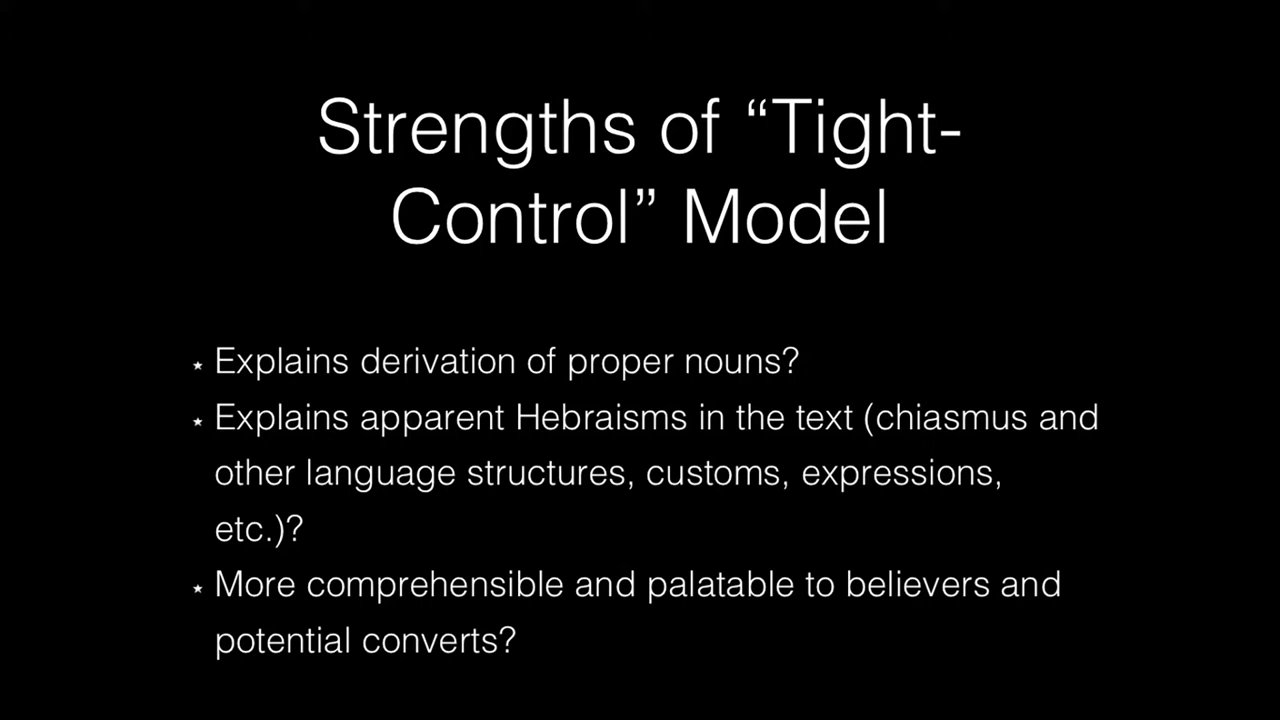 Strengths of “Tight-
Control” Model
⋆ Explains derivation of proper nouns?
⋆ Explains apparent Hebraisms in the text (chiasmus and
other language structures, customs, expressions,
etc.)?
⋆ More comprehensible and palatable to believers and
potential converts?